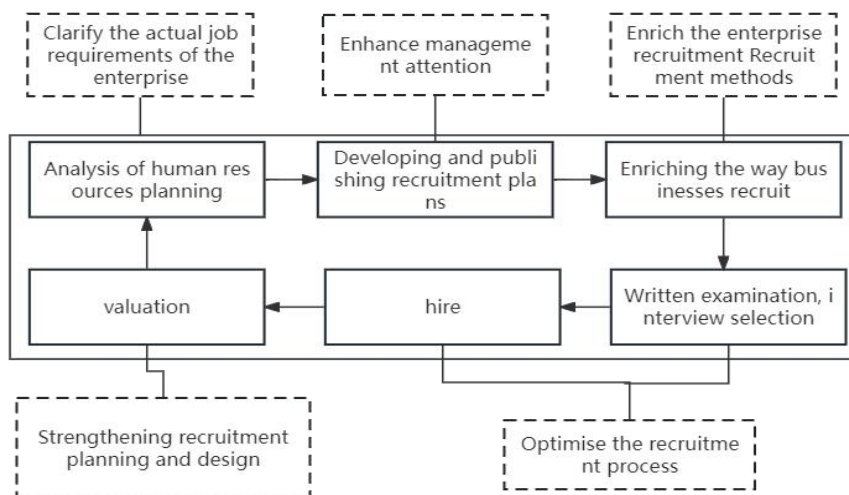 Clarify the actual job
requirements of the
enterprise
Enhance manageme
nt attention
Enrich the enterprise
recruitment Recruit
ment methods
Analysis of human res
ources planning
Developing and publi
shing recruitment pla
ns
Enriching the way bus
inesses recruit
valuation
hire
Written examination, i
nterview selection
Strengthening recruitment
planning and design
Optimise the recruitme
nt process